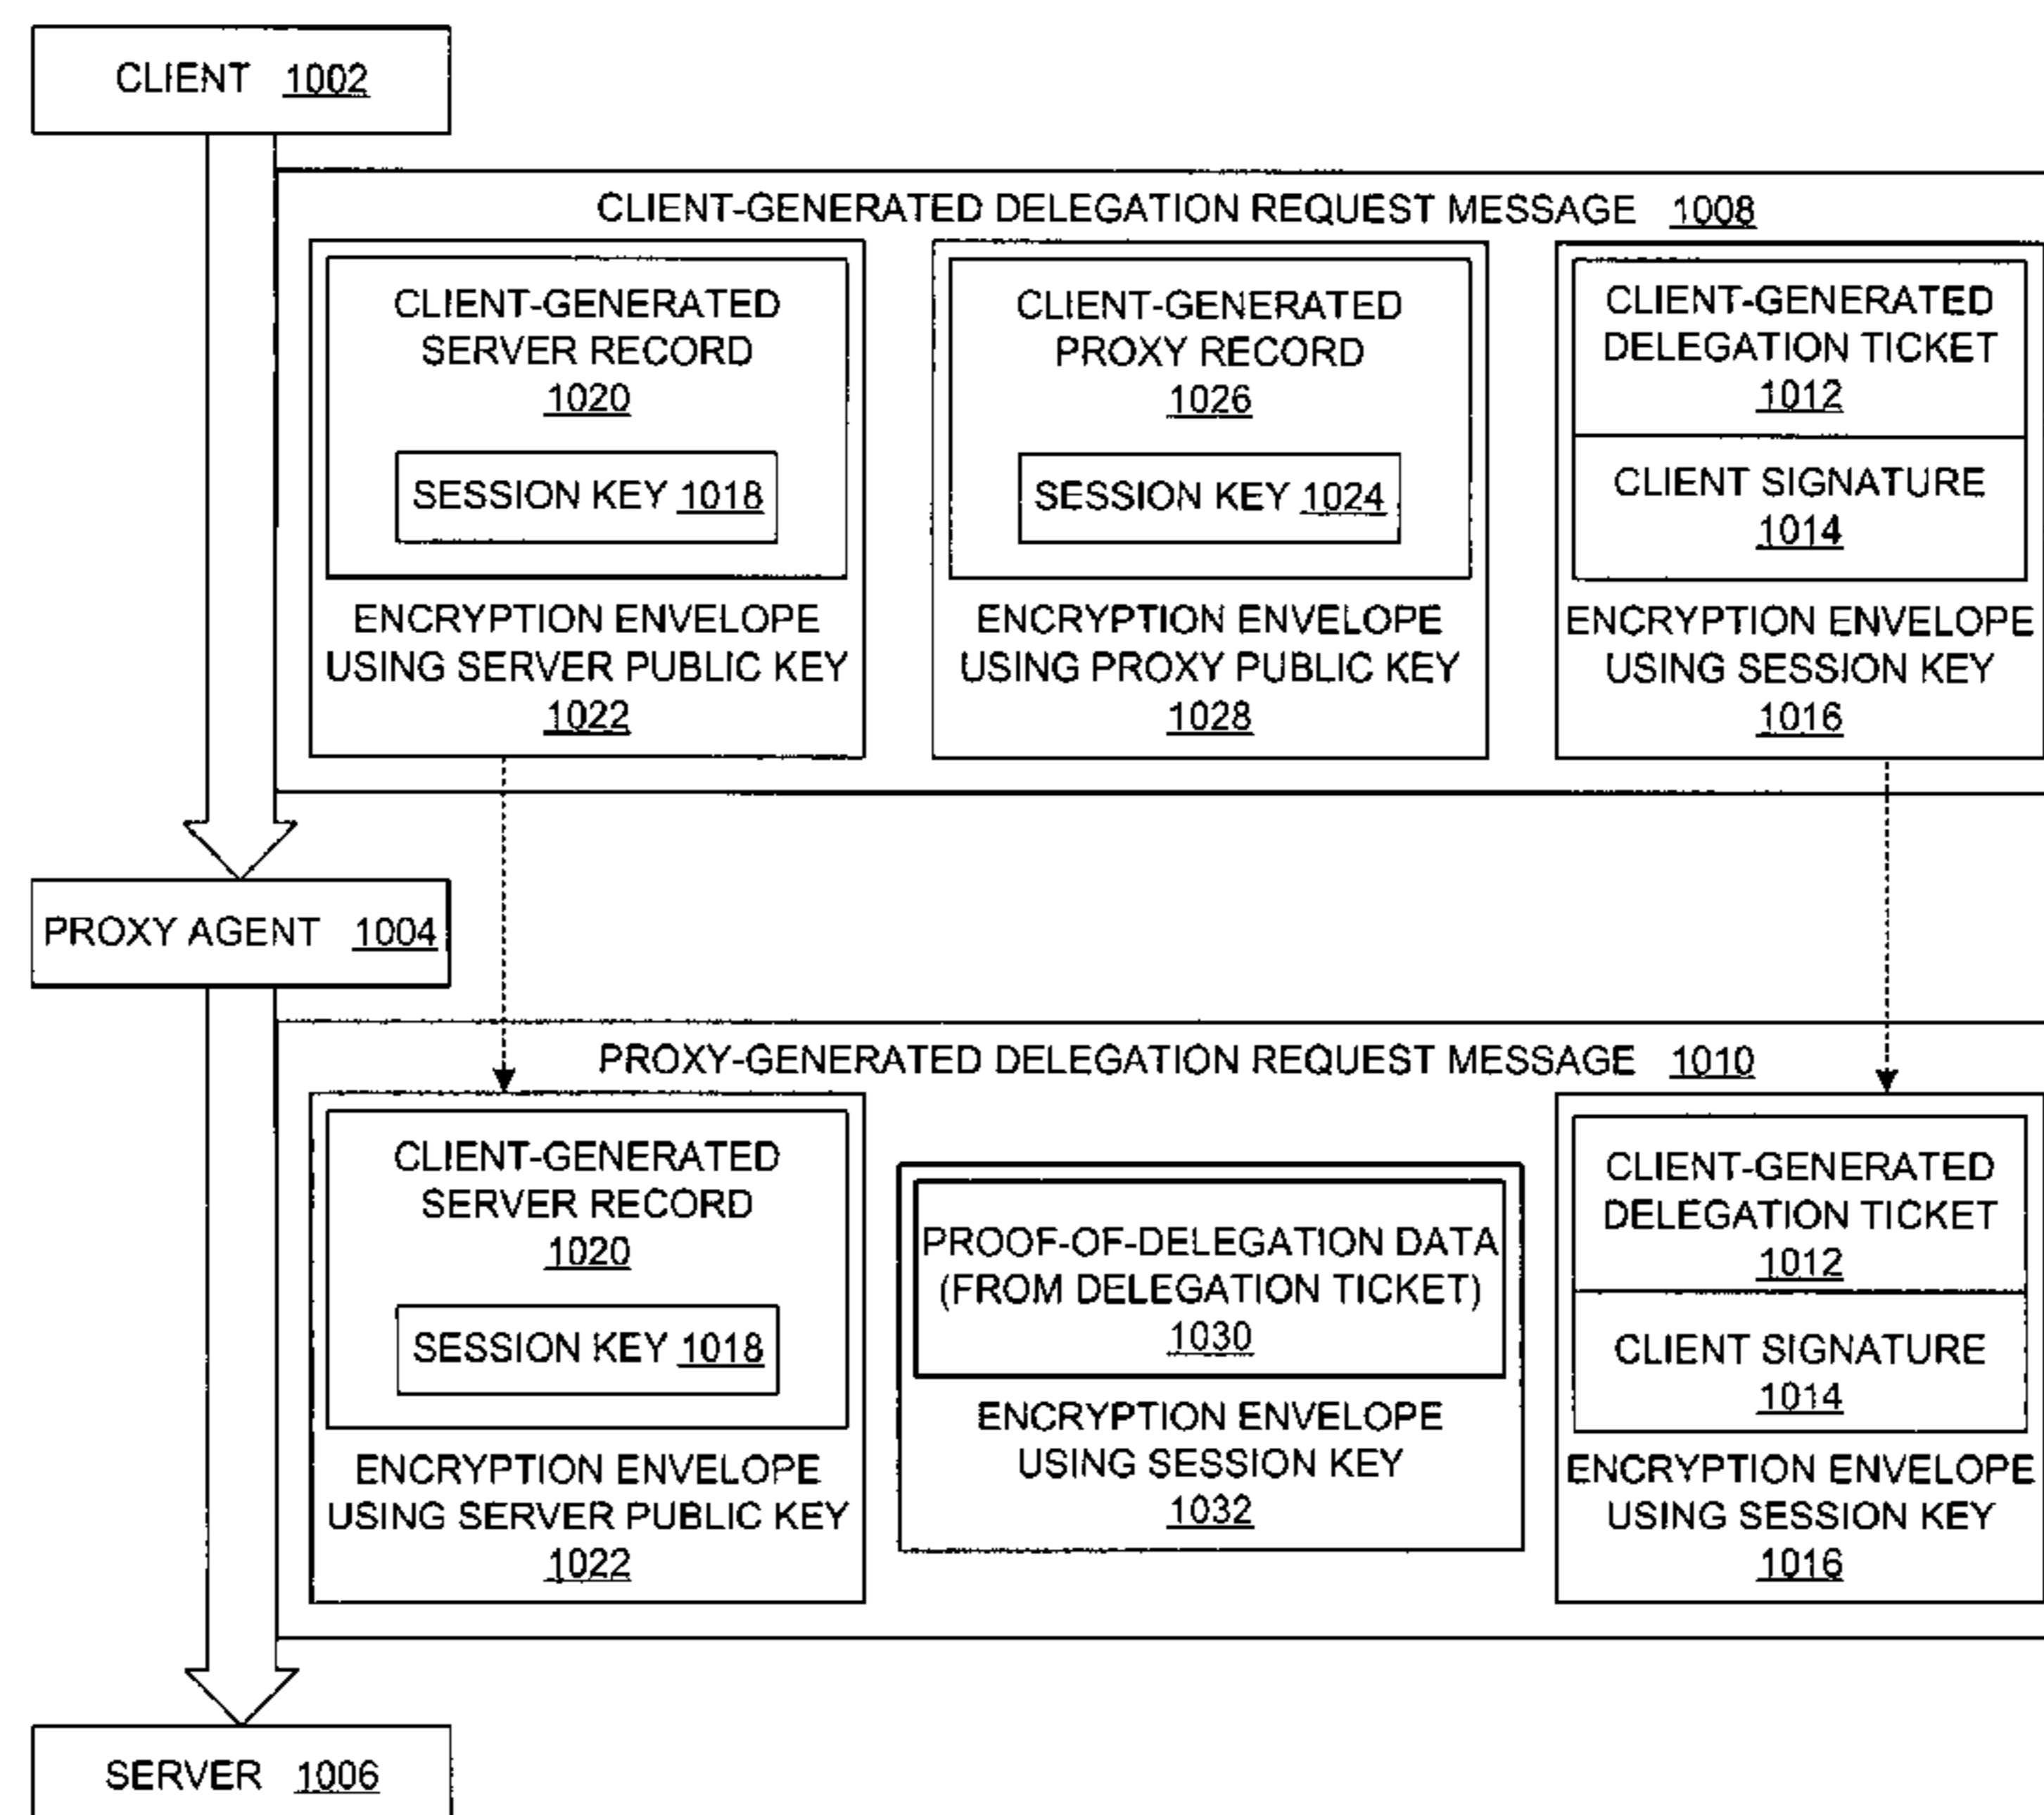 CLIENT 1002
CLIENT-GENERATED DELEGATION REQUEST MESSAGE 1008
CLIENT-GENERATED
SERVER RECORD
1020
SESSION KEY 1018
ENCRYPTION ENVELOPE
USING SERVER PUBLIC KEY
1022
CLIENT-GENERATED
PROXY RECORD
1026
SESSION KEY 1024
ENCRYPTION ENVELOPE
USING PROXY PUBLIC KEY
1028
CLIENT-GENERATED
DELEGATION TICKET
1012
CLIENT SIGNATURE
1014
ENCRYPTION ENVELOPE
USING SESSION KEY
1016
PROXY AGENT 1004
PROXY-GENERATED DELEGATION REQUEST MESSAGE 1010
CLIENT-GENERATED
SERVER RECORD
1020
SESSION KEY 1018
ENCRYPTION ENVELOPE
USING SERVER PUBLIC KEY
1022
PROOF-OF-DELEGATION DATA
(FROM DELEGATION TICKET)
1030
ENCRYPTION ENVELOPE
USING SESSION KEY
1032
CLIENT-GENERATED
DELEGATION TICKET
1012
CLIENT SIGNATURE
1014
ENCRYPTION ENVELOPE
USING SESSION KEY
1016
SERVER 1006